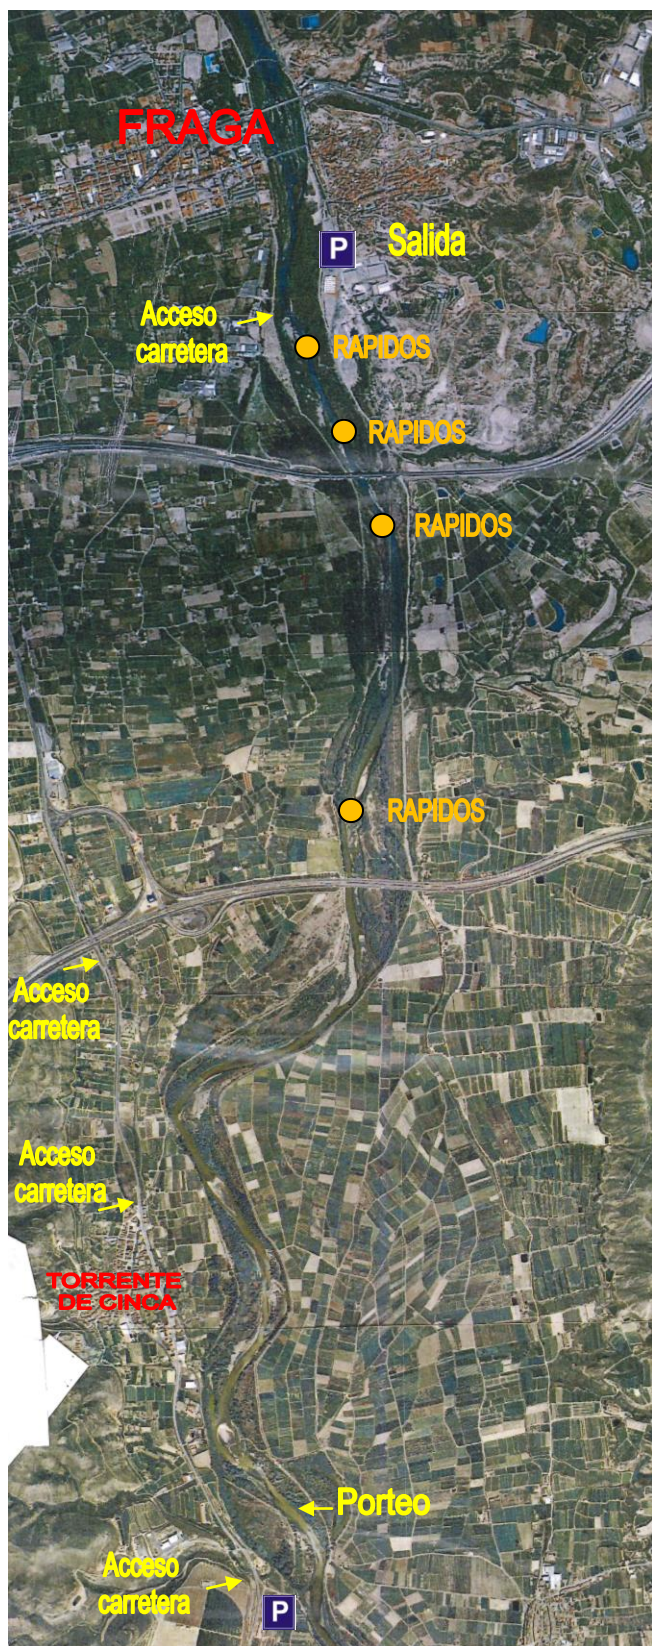 FRAGA
P
Salida
Acceso
carretera
RAPIDOS
RAPIDOS
RAPIDOS
RAPIDOS
Acceso
carretera
Acceso
carretera
TORRENTE
DE CINCA
Porteo
Acceso
carretera
P